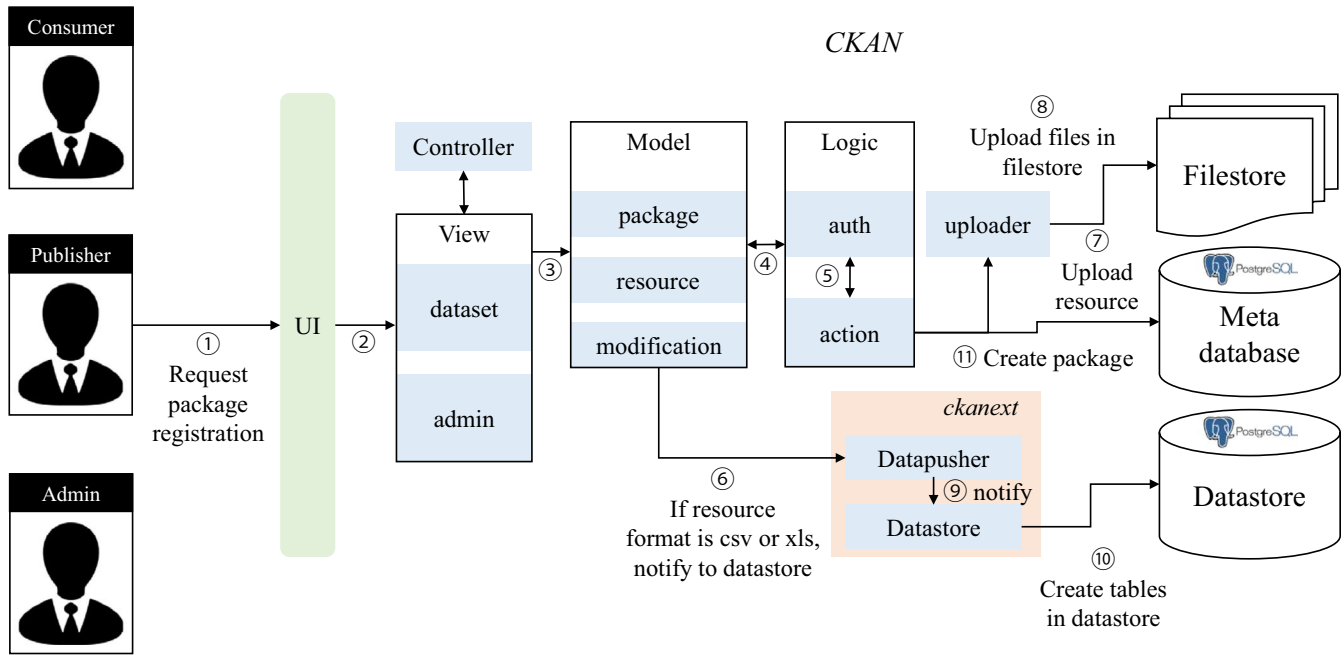 Consumer
CKAN
Publisher
Admin
①
Request
package
registration
UI
②
Controller
View
dataset
admin
③
Model
package
resource
modification
④
Logic
auth
⑤
action
uploader
⑧
Upload files in
filestore
⑦
Upload
resource
⑪ Create package
Filestore
PostgreSQL
Meta
database
⑥
If resource
format is csv or xls,
notify to datastore
ckanext
Datapusher
⑨ notify
Datastore
⑩
Create tables
in datastore
PostgreSQL
Datastore